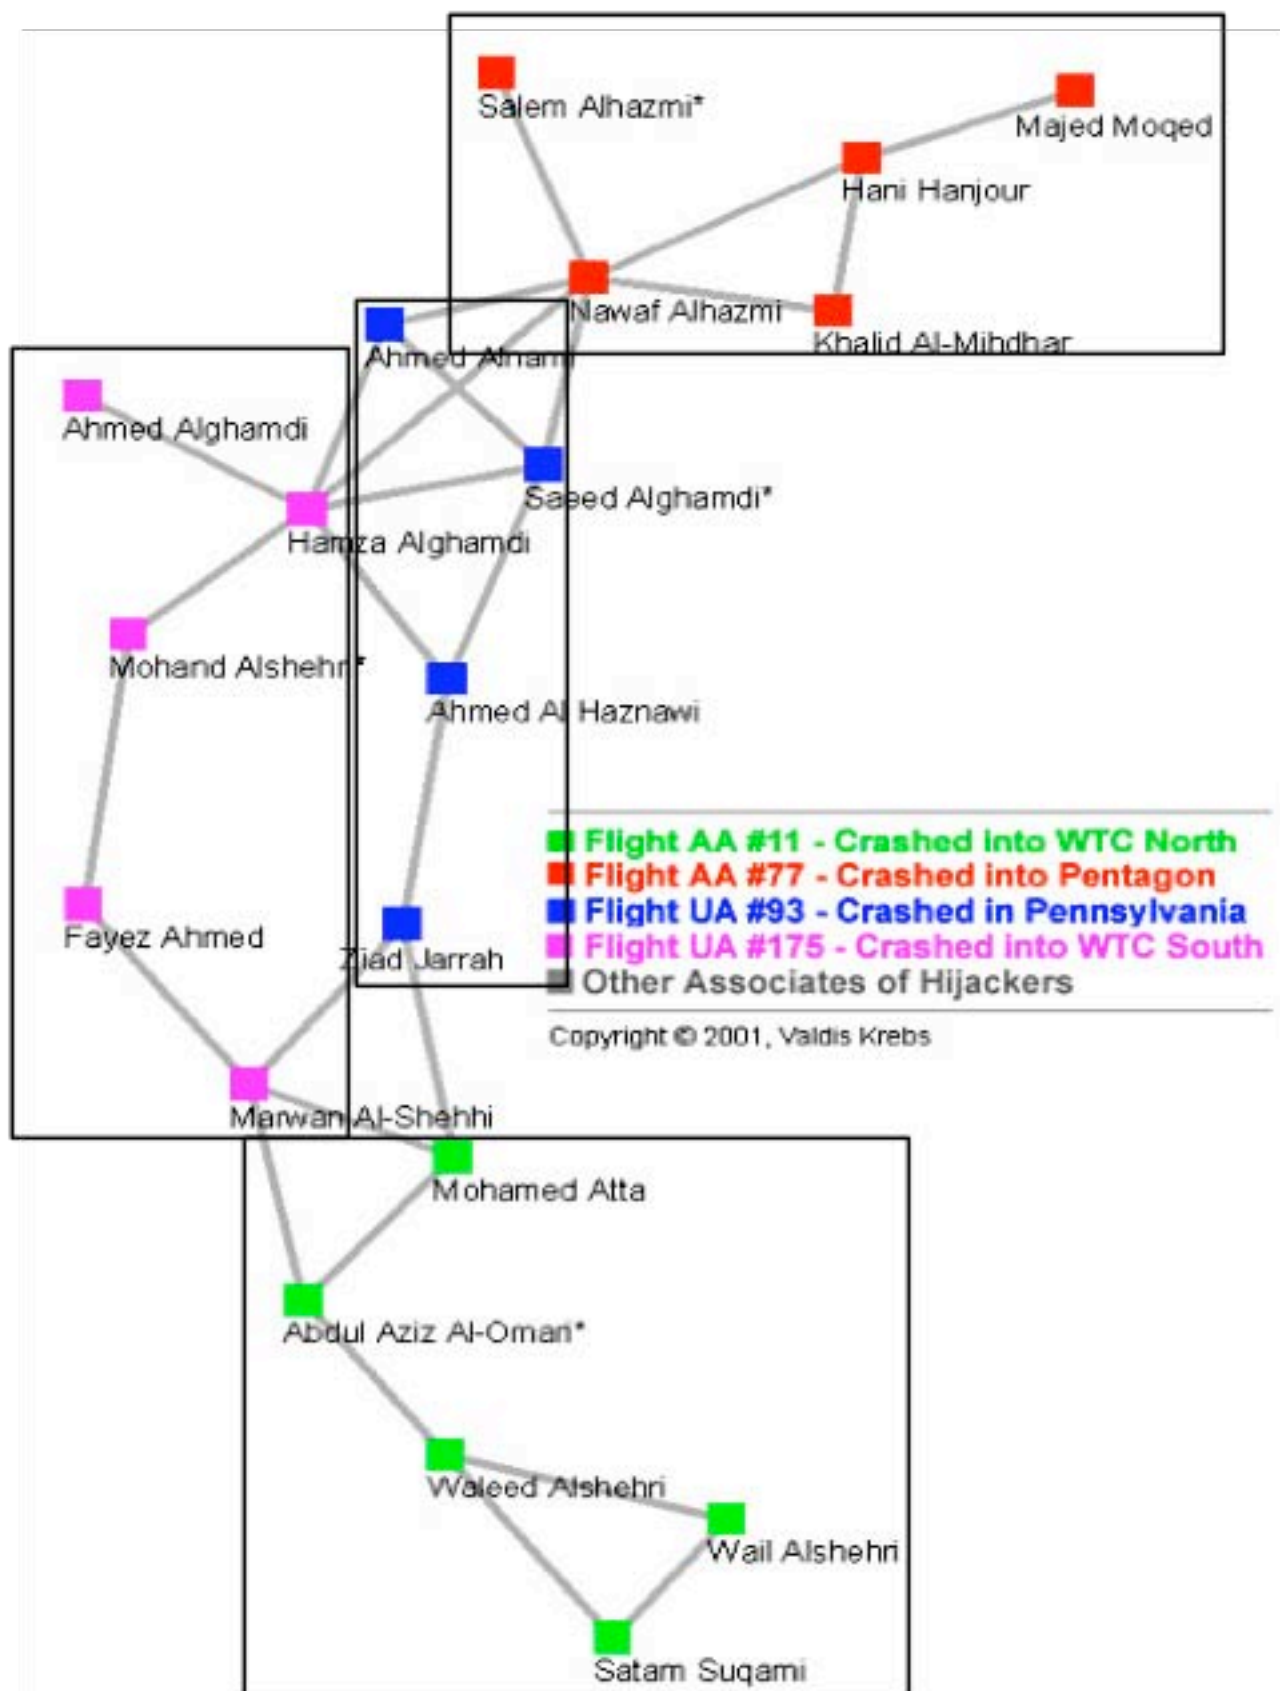 Salem Alhazmi*
Majed Moqed
Hani Hanjour
Nawaf Alhazmi
Khalid Al-Mihdhar
Ahmed Alnami
Ahmed Alghamdi
Saeed Alghamdi*
Hamza Alghamdi
Mohand Alshehri*
Ahmed Al Haznawi
Flight AA #11 - Crashed into WTC North
Flight AA #77 - Crashed into Pentagon
Flight UA #93 - Crashed in Pennsylvania
Fayez Ahmed
Flight UA #175 - Crashed into WTC South
Ziad Jarrah
Other Associates of Hijackers
Copyright © 2001, Valdis Krebs
Marwan Al-Shehhi
Mohamed Atta
Abdul Aziz Al-Omari*
Waleed Alshehri
Wail Alshehri
Satam Suqami